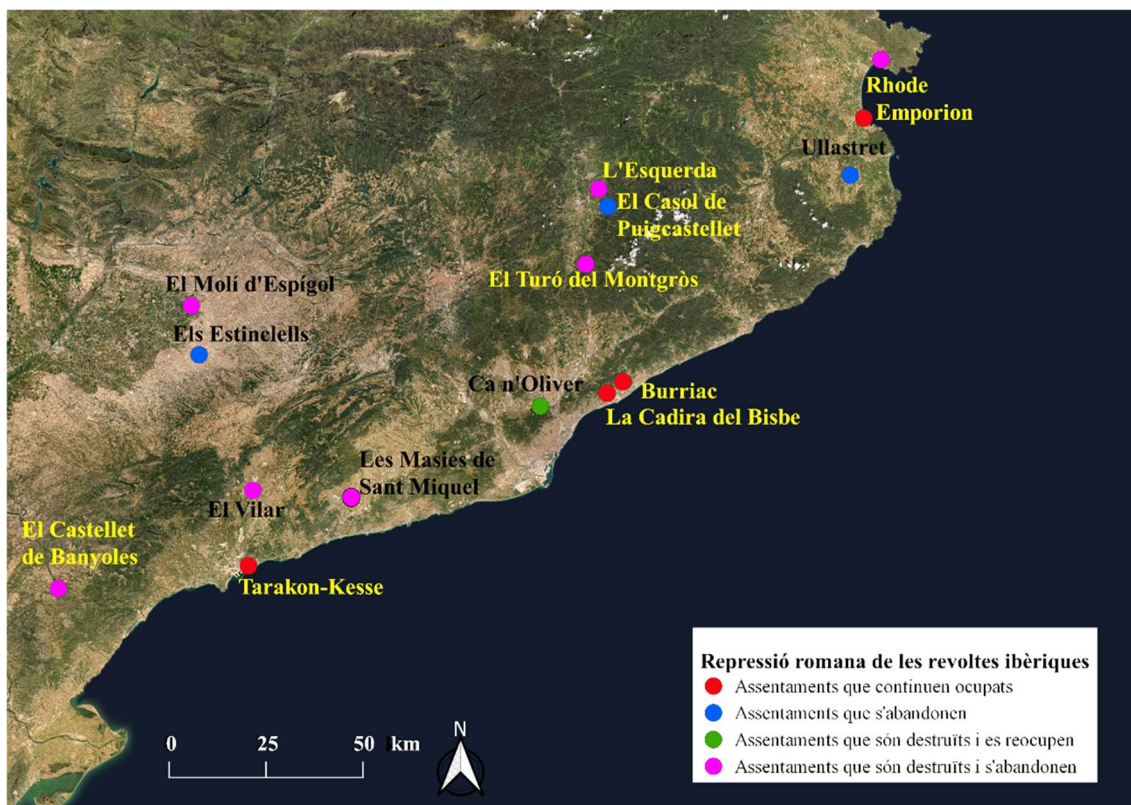 Rhode
Emporion
Ullastret
L'Esquerda
El Casol de
Puigcastellet
El Turó del Montgròs
El Molí d'Espígol
Els Estinclells
Ca n'Oliver
Burriac
La Cadira del Bisbe
Les Masies de
Sant Miquel
El Vilar
El Castellet
de Banyoles
Tarakon-Kesse
Repressió romana de les revoltes ibèriques
Assentaments que continuen ocupats
Assentaments que s'abandonen
Assentaments que són destruïts i es reocupen
Assentaments que són destruïts i s'abandonen
0 25 50 km
N